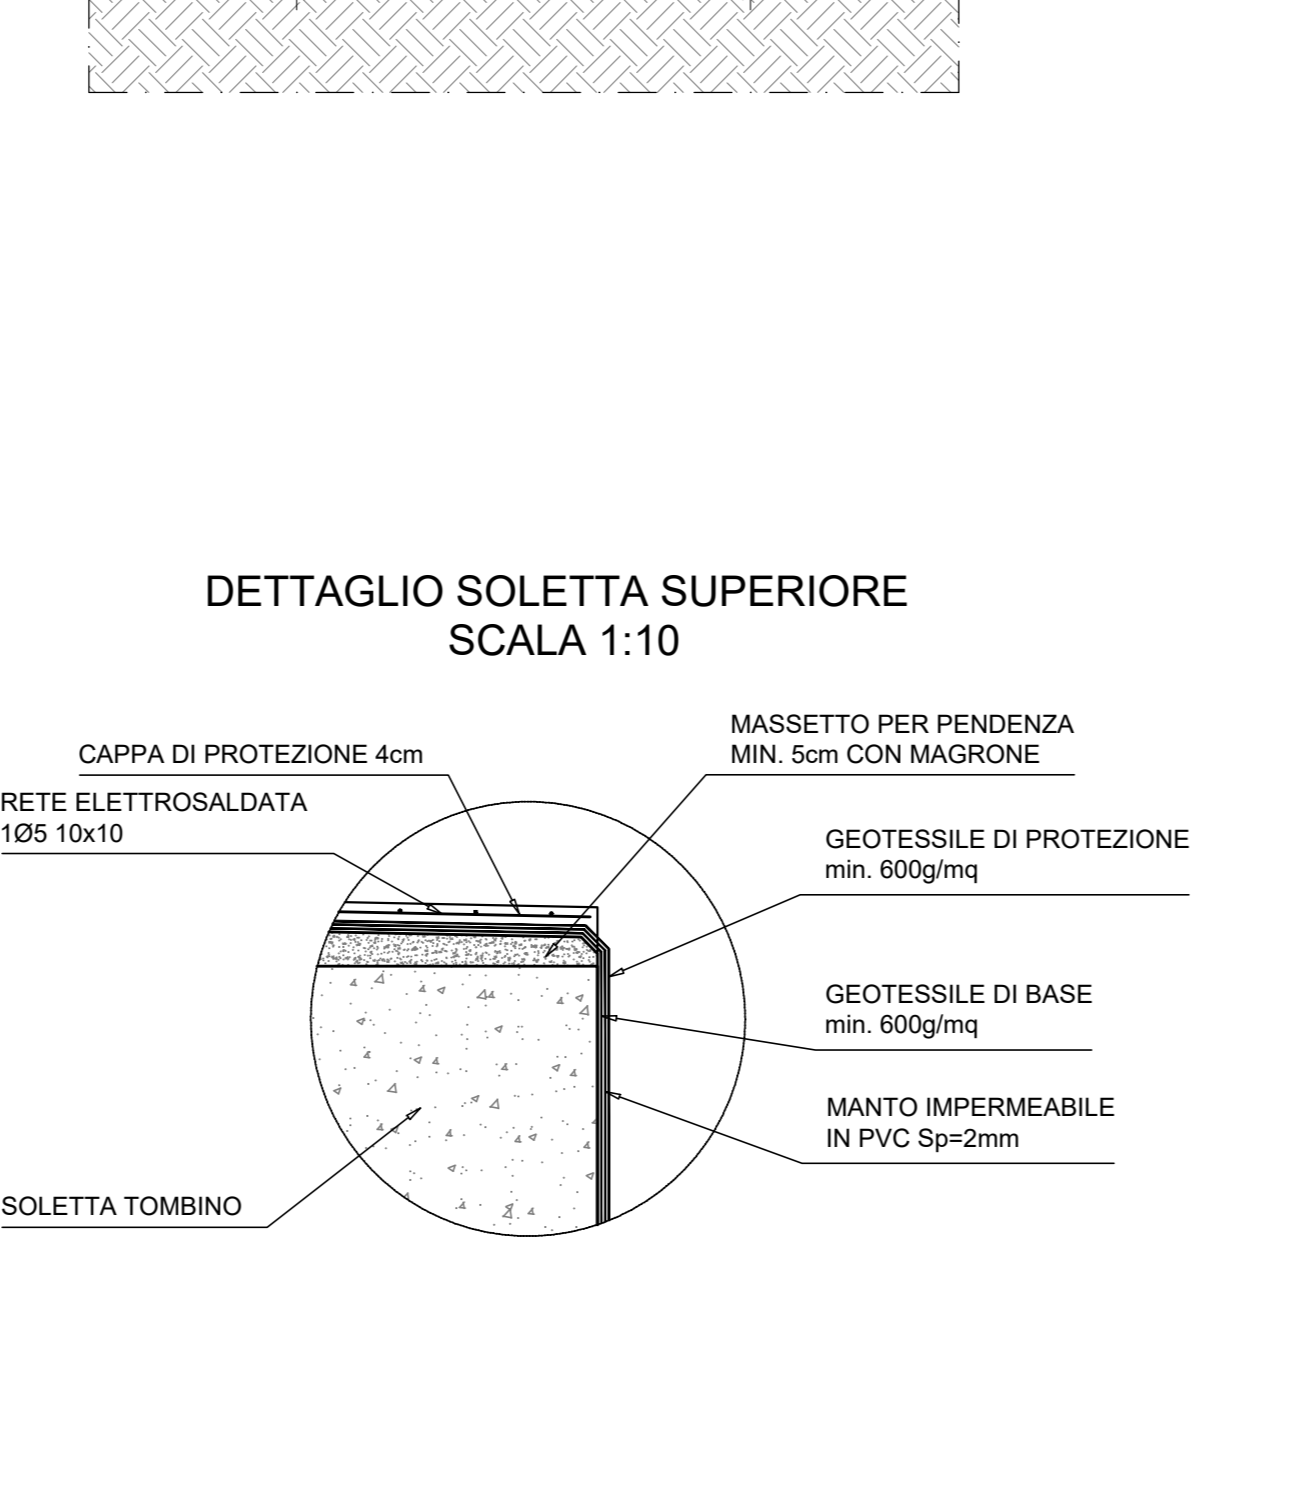 DETTAGLIO SOLETTA SUPERIORE
SCALA 1:10
MASSETTO PER PENDENZA
MIN. 5cm CON MAGRONE
CAPPA DI PROTEZIONE 4cm
RETE ELETTROSALDATA
1Ø5 10x10
GEOTESSILE DI PROTEZIONE
min. 600g/mq
GEOTESSILE DI BASE
min. 600g/mq
MANTO IMPERMEABILE
IN PVC Sp=2mm
SOLETTA TOMBINO